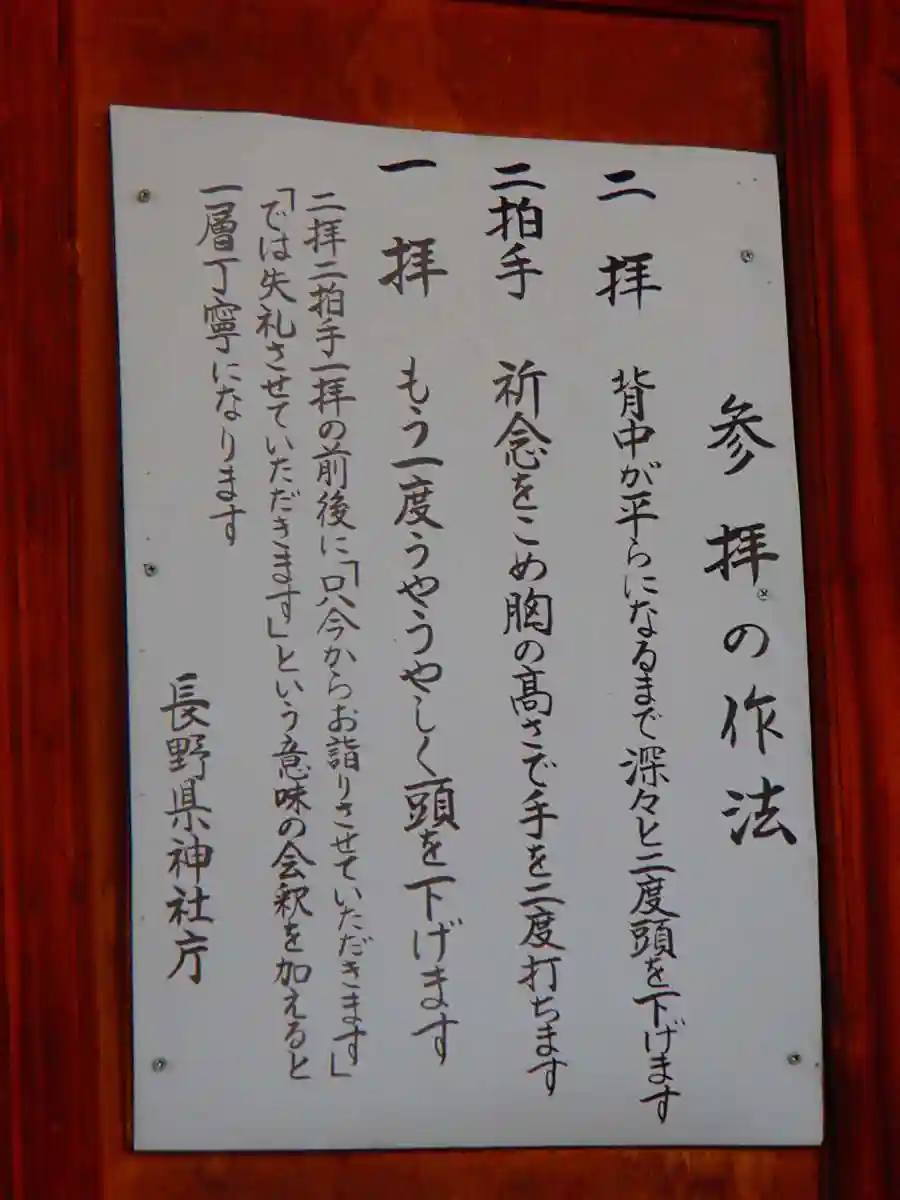 参拝の作法
二拝 背中が平らになるまで深々と二度頭を下げます
二拍手 祈念をこめ胸の高さで手を二度打ちます
一拝 もう一度うやうやしく頭を下げます
二拝二拍手一拝の前後に「只今からお詣りさせていただきます」
「では失礼させていただきます」という意味の会釈を加えると
一層丁寧になります
長野県神社庁